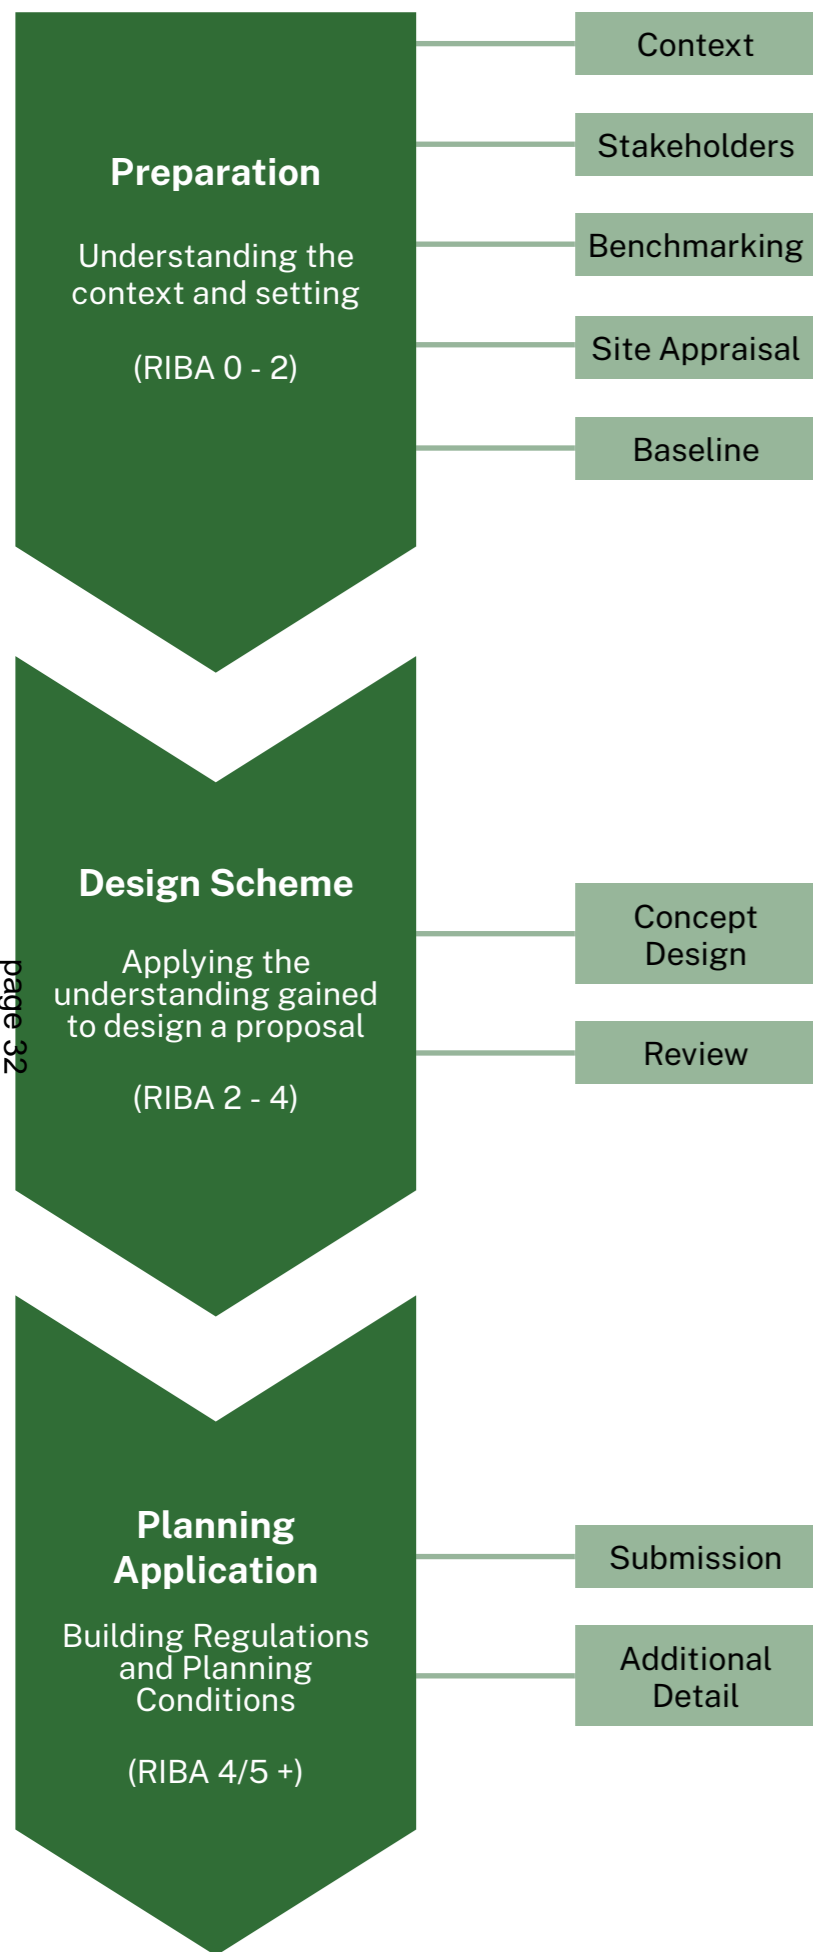 Preparation
Understanding the
context and setting
(RIBA 0 - 2)
Context
Stakeholders
Benchmarking
Site Appraisal
Baseline
Design Scheme
Applying the
understanding gained
to design a proposal
(RIBA 2 - 4)
Concept
Design
Review
page 32
Planning
Application
Building Regulations
and Planning
Conditions
(RIBA 4/5 +)
Submission
Additional
Detail